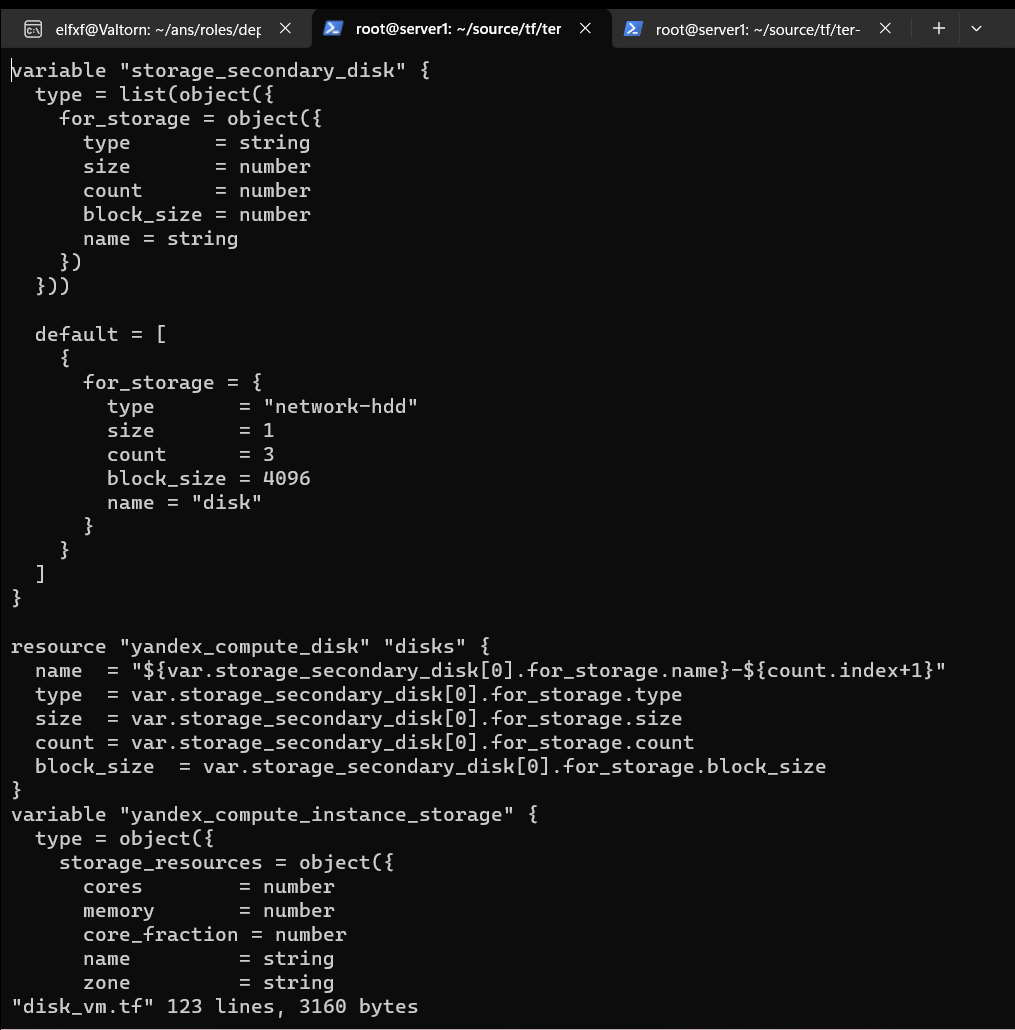 elfxf@Valtorn: ~/ans/roles/dep
root@server1: ~/source/tf/ter
root@server1: ~/source/tf/ter-
variable "storage_secondary_disk" {
  type = list(object({
    for_storage = object({
      type       = string
      size       = number
      count      = number
      block_size = number
      name = string
    })
  }))

  default = [
    {
      for_storage = {
        type       = "network-hdd"
        size       = 1
        count      = 3
        block_size = 4096
        name = "disk"
      }
    }
  ]
}

resource "yandex_compute_disk" "disks" {
  name  = "${var.storage_secondary_disk[0].for_storage.name}-${count.index+1}"
  type  = var.storage_secondary_disk[0].for_storage.type
  size  = var.storage_secondary_disk[0].for_storage.size
  count = var.storage_secondary_disk[0].for_storage.count
  block_size  = var.storage_secondary_disk[0].for_storage.block_size
}
variable "yandex_compute_instance_storage" {
  type = object({
    storage_resources = object({
      cores        = number
      memory       = number
      core_fraction = number
      name         = string
      zone         = string
"disk_vm.tf" 123 lines, 3160 bytes